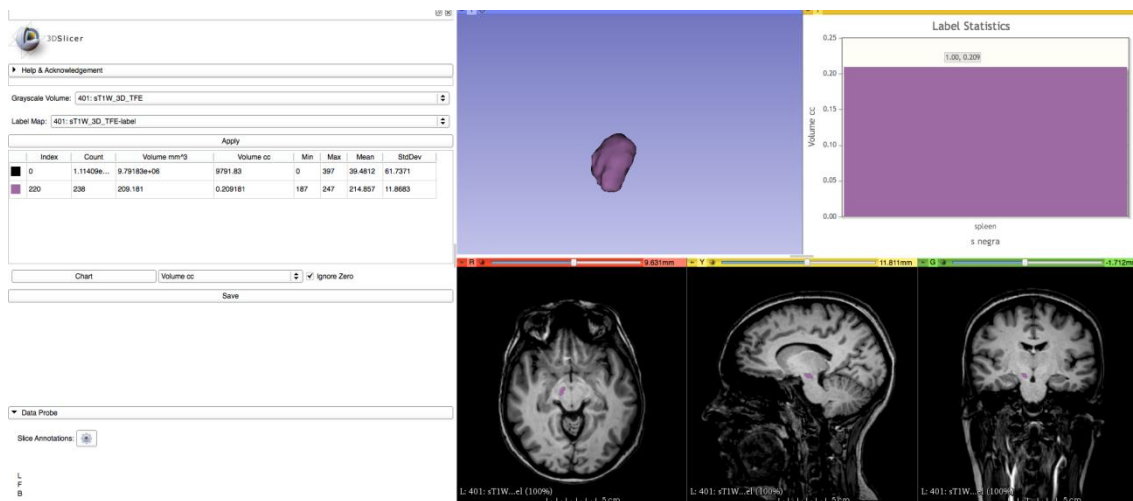 3DSlicer
Help & Acknowledgement
Grayscale Volume: 401: sT1W_3D_TFE
Label Map: 401: sT1W_3D_TFE-label
Apply
Index Count Volume mm^3 Volume cc Min Max Mean StdDev
0 1.11409e... 9.79183e+06 9791.83 0 397 39.4812 61.7371
220 238 209.181 0.209181 187 247 214.857 11.8683
Chart Volume cc Ignore Zero
Save
Data Probe
Slice Annotations:
L
F
B
Label Statistics
0.25
1.00, 0.209
0.20
0.15
Volume cc
0.10
0.05
0.00
spleen
s negra
R 9.631mm
Y 11.811mm
G -1.712m
L: 401: sT1W...el (100%) 5 cm
L: 401: sT1W...el (100%) 5 cm
L: 401: sT1W...el (100%) 5 cm